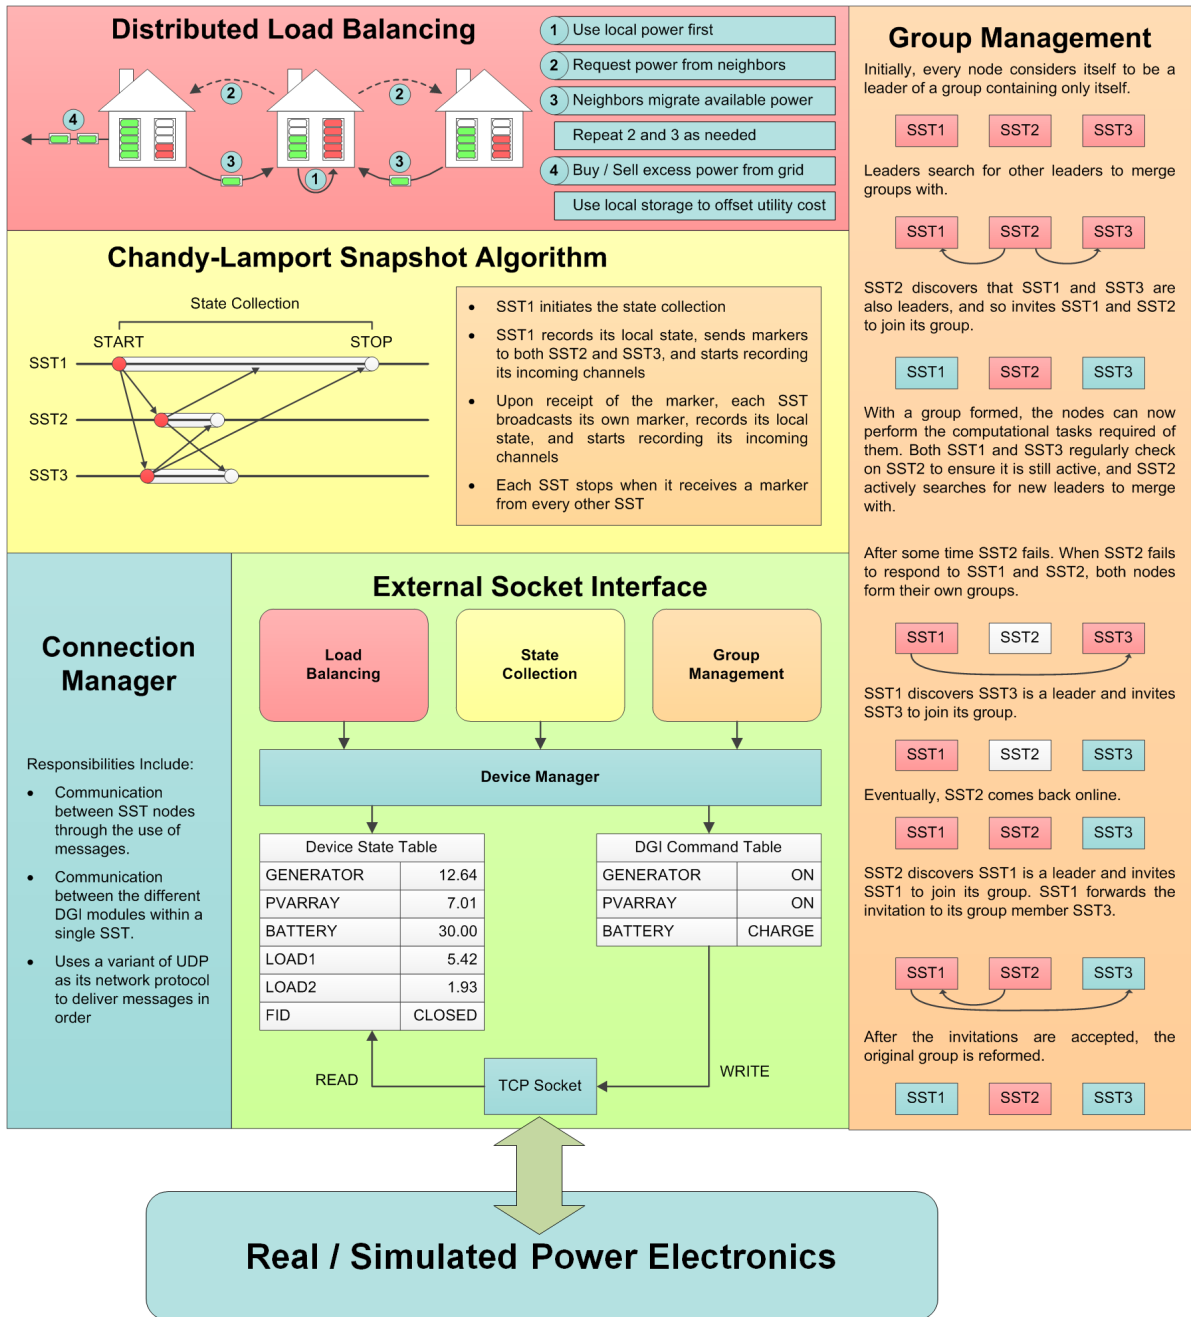 Distributed Load Balancing
1 Use local power first
2 Request power from neighbors
3 Neighbors migrate available power
Repeat 2 and 3 as needed
4 Buy / Sell excess power from grid
Use local storage to offset utility cost
2
2
4
3
3
1
Chandy-Lamport Snapshot Algorithm
State Collection
START
STOP
SST1
SST2
SST3
• SST1 initiates the state collection
• SST1 records its local state, sends markers
to both SST2 and SST3, and starts recording
its incoming channels
• Upon receipt of the marker, each SST
broadcasts its own marker, records its local
state, and starts recording its incoming
channels
• Each SST stops when it receives a marker
from every other SST
Connection
Manager
Responsibilities Include:
• Communication
between SST nodes
through the use of
messages.
• Communication
between the different
DGI modules within a
single SST.
• Uses a variant of UDP
as its network protocol
to deliver messages in
order
External Socket Interface
Load
Balancing
State
Collection
Group
Management
Device Manager
Device State Table
GENERATOR 12.64
PVARRAY 7.01
BATTERY 30.00
LOAD1 5.42
LOAD2 1.93
FID CLOSED
DGI Command Table
GENERATOR ON
PVARRAY ON
BATTERY CHARGE
READ
TCP Socket
WRITE
Group Management
Initially, every node considers itself to be a
leader of a group containing only itself.
SST1 SST2 SST3
Leaders search for other leaders to merge
groups with.
SST1 SST2 SST3
SST2 discovers that SST1 and SST3 are
also leaders, and so invites SST1 and SST2
to join its group.
SST1 SST2 SST3
With a group formed, the nodes can now
perform the computational tasks required of
them. Both SST1 and SST3 regularly check
on SST2 to ensure it is still active, and SST2
actively searches for new leaders to merge
with.
After some time SST2 fails. When SST2 fails
to respond to SST1 and SST2, both nodes
form their own groups.
SST1 SST2 SST3
SST1 discovers SST3 is a leader and invites
SST3 to join its group.
SST1 SST2 SST3
Eventually, SST2 comes back online.
SST1 SST2 SST3
SST2 discovers SST1 is a leader and invites
SST1 to join its group. SST1 forwards the
invitation to its group member SST3.
SST1 SST2 SST3
After the invitations are accepted, the
original group is reformed.
SST1 SST2 SST3
Real / Simulated Power Electronics